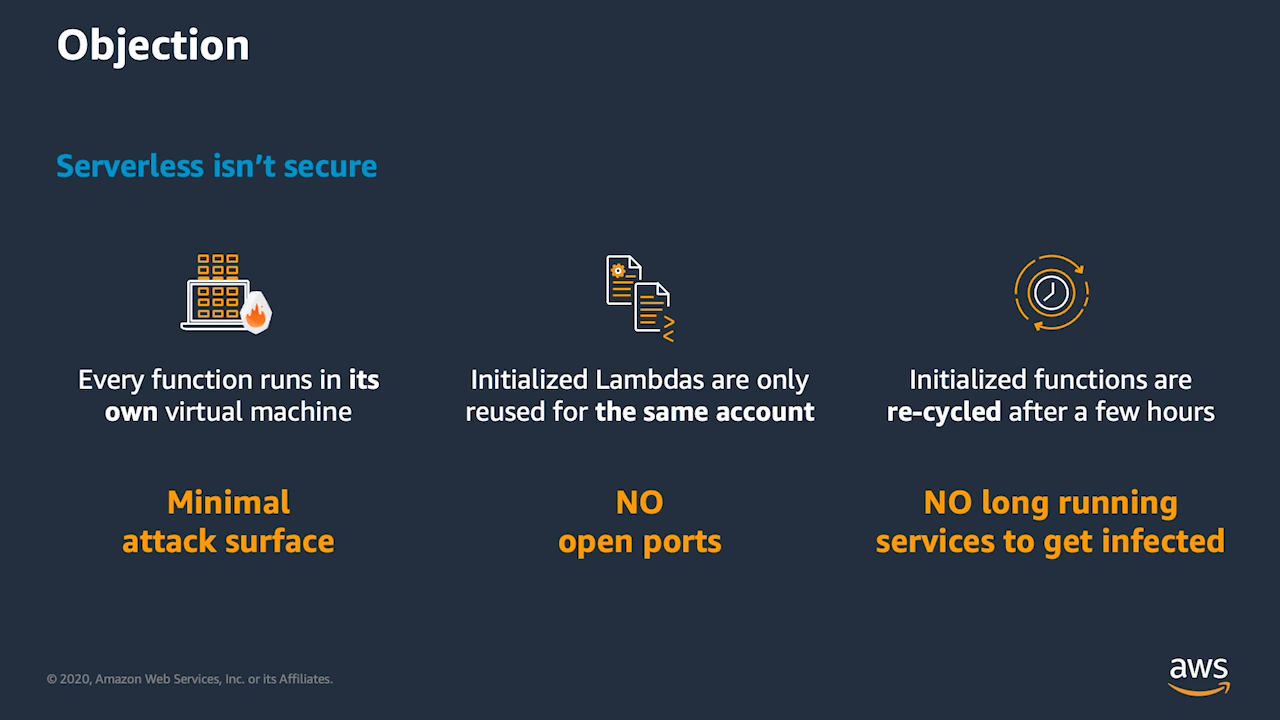 Objection
Serverless isn’t secure
Every function runs in its
own virtual machine
Initialized Lambdas are only
reused for the same account
Initialized functions are
re-cycled after a few hours
Minimal
attack surface
NO
open ports
NO long running
services to get infected
© 2020, Amazon Web Services, Inc. or its Affiliates.
aws